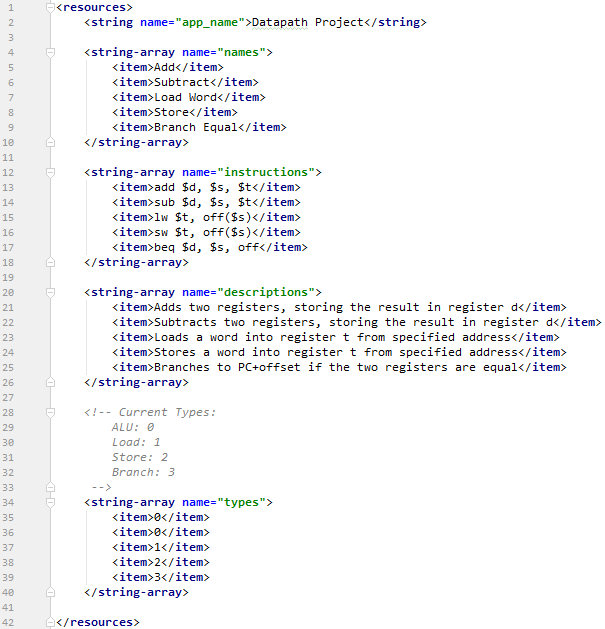 1 <resources>
2     <string name="app_name">Datapath Project</string>
3
4     <string-array name="names">
5         <item>Add</item>
6         <item>Subtract</item>
7         <item>Load Word</item>
8         <item>Store</item>
9         <item>Branch Equal</item>
10     </string-array>
11
12     <string-array name="instructions">
13         <item>add $d, $s, $t</item>
14         <item>sub $d, $s, $t</item>
15         <item>lw $t, off($s)</item>
16         <item>sw $t, off($s)</item>
17         <item>beq $d, $s, off</item>
18     </string-array>
19
20     <string-array name="descriptions">
21         <item>Adds two registers, storing the result in register d</item>
22         <item>Subtracts two registers, storing the result in register d</item>
23         <item>Loads a word into register t from specified address</item>
24         <item>Stores a word into register t from specified address</item>
25         <item>Branches to PC+offset if the two registers are equal</item>
26     </string-array>
27
28     <!-- Current Types:
29         ALU: 0
30         Load: 1
31         Store: 2
32         Branch: 3
33      -->
34     <string-array name="types">
35         <item>0</item>
36         <item>0</item>
37         <item>1</item>
38         <item>2</item>
39         <item>3</item>
40     </string-array>
41
42 </resources>